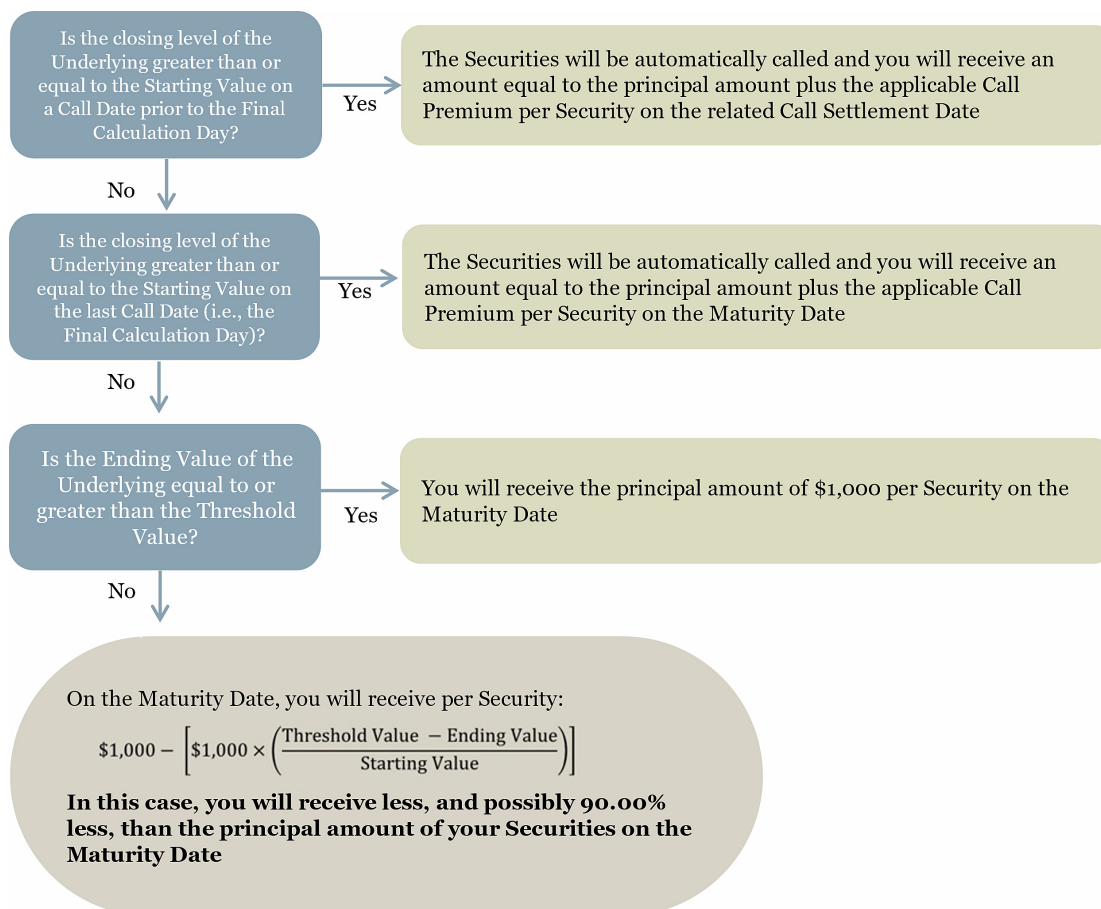 Is the closing level of the
Underlying greater than or
equal to the Starting Value on
a Call Date prior to the Final
Calculation Day?
Yes
The Securities will be automatically called and you will receive an
amount equal to the principal amount plus the applicable Call
Premium per Security on the related Call Settlement Date
No
Is the closing level of the
Underlying greater than or
equal to the Starting Value on
the last Call Date (i.e., the
Final Calculation Day)?
Yes
The Securities will be automatically called and you will receive an
amount equal to the principal amount plus the applicable Call
Premium per Security on the Maturity Date
No
Is the Ending Value of the
Underlying equal to or
greater than the Threshold
Value?
Yes
You will receive the principal amount of $1,000 per Security on the
Maturity Date
No
On the Maturity Date, you will receive per Security:
$1,000 − [$1,000 × (Threshold Value − Ending Value / Starting Value)]
In this case, you will receive less, and possibly 90.00%
less, than the principal amount of your Securities on the
Maturity Date